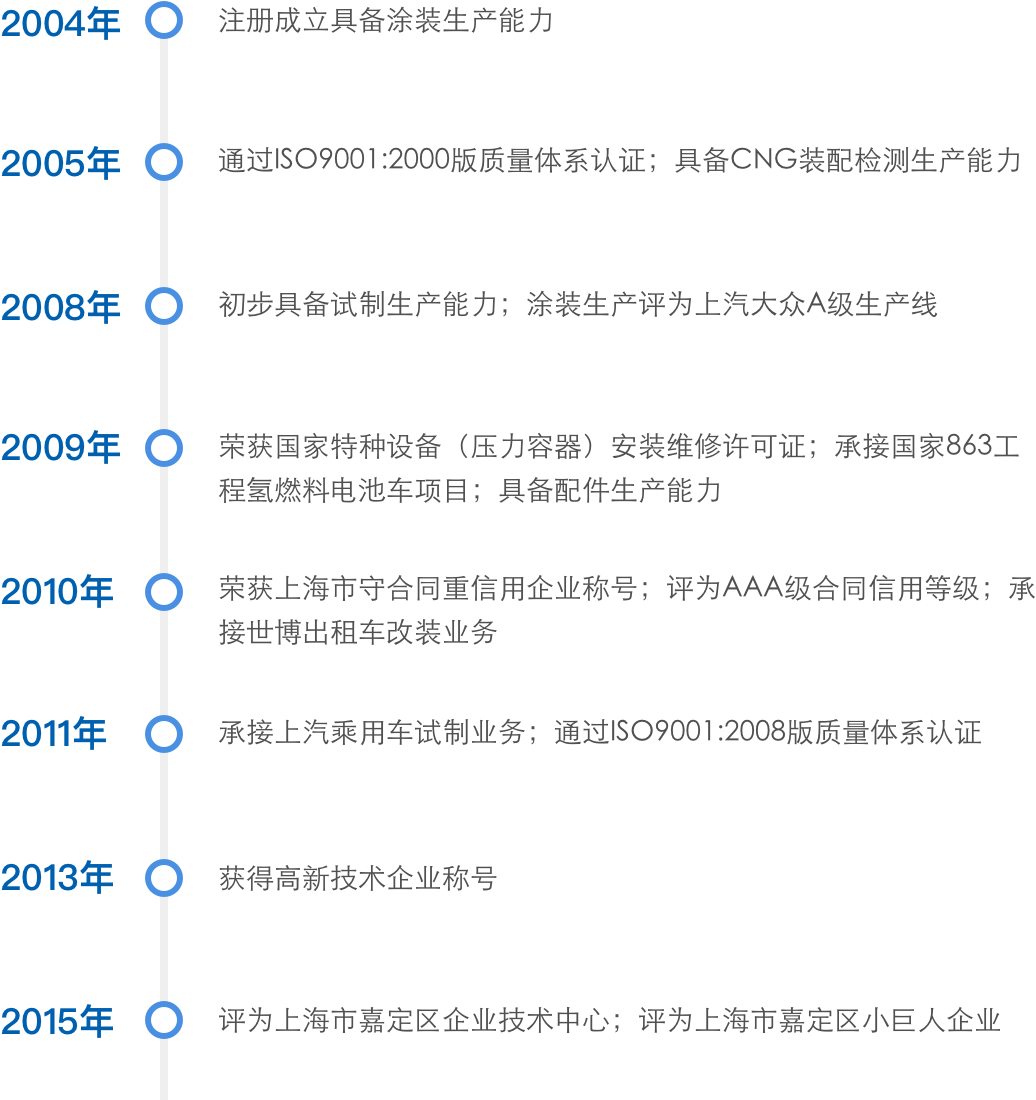 2004年
注册成立具备涂装生产能力
2005年
通过ISO9001:2000版质量体系认证；具备CNG装配检测生产能力
2008年
初步具备试制生产能力；涂装生产评为上汽大众A级生产线
2009年
荣获国家特种设备（压力容器）安装维修许可证；承接国家863工
程氢燃料电池车项目；具备配件生产能力
2010年
荣获上海市守合同重信用企业称号；评为AAA级合同信用等级；承
接世博出租车改装业务
2011年
承接上汽乘用车试制业务；通过ISO9001:2008版质量体系认证
2013年
获得高新技术企业称号
2015年
评为上海市嘉定区企业技术中心；评为上海市嘉定区小巨人企业